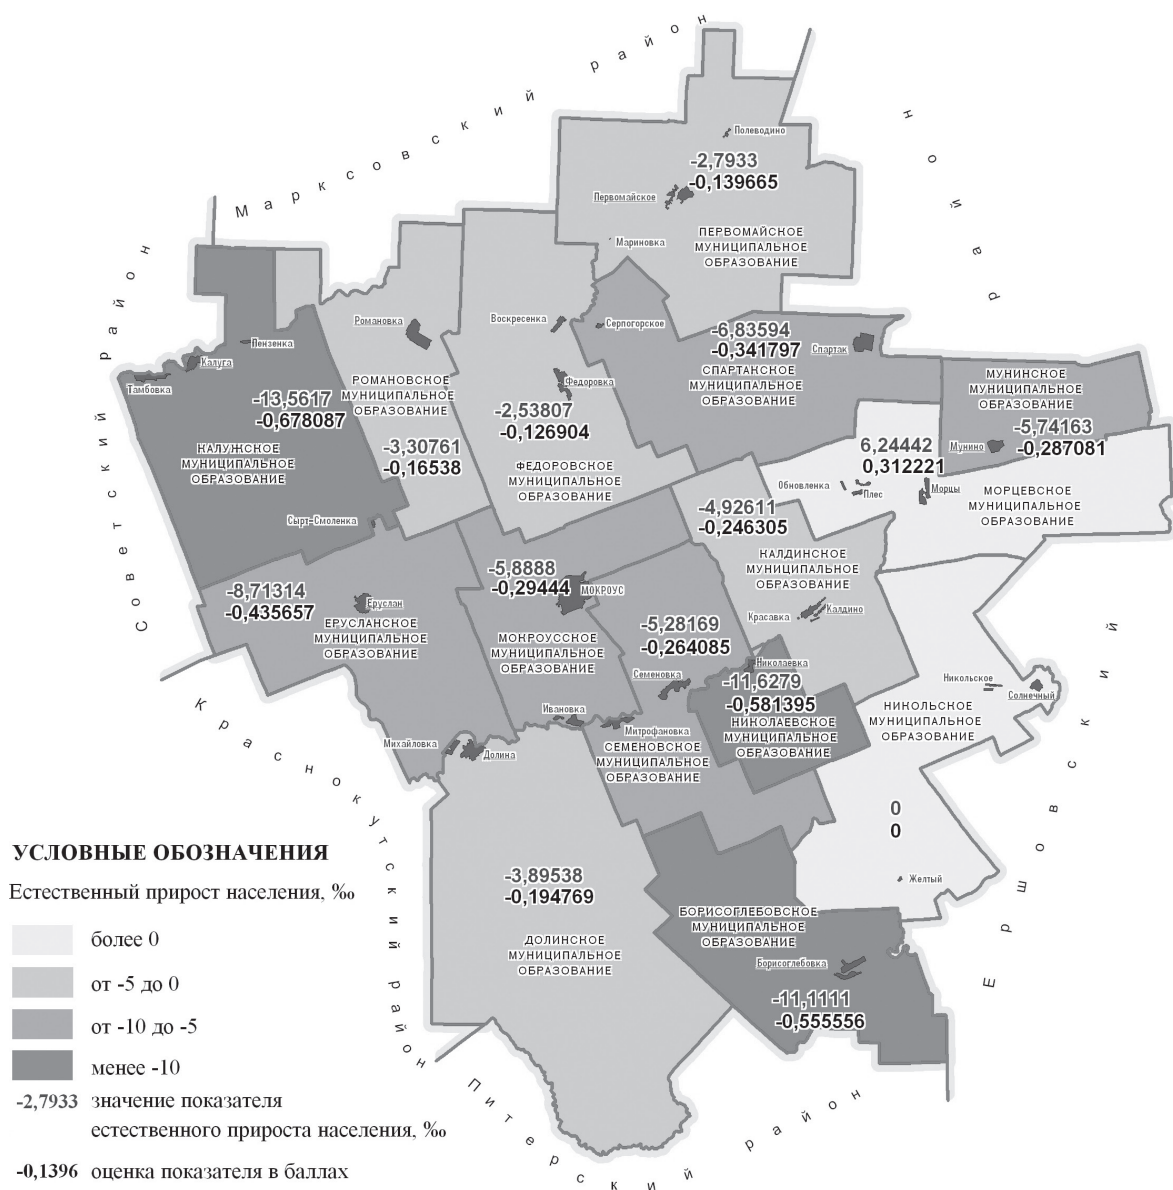 Марксовский район
ной ад
р
Полеводино
-2,7933
-0,139665
Первомайское
ПЕРВОМАЙСКОЕ
МУНИЦИПАЛЬНОЕ
ОБРАЗОВАНИЕ
Мариновка
Советский район
Романовка
Воскресенка
Серпогорское
-6,83594
-0,341797
Спартак
СПАРТАКСКОЕ
МУНИЦИПАЛЬНОЕ
ОБРАЗОВАНИЕ
Пензенка
Калуга
Тамбовка
-13,5617
-0,678087
КАЛУЖСКОЕ
МУНИЦИПАЛЬНОЕ
ОБРАЗОВАНИЕ
Сырт-Смоленка
РОМАНОВСКОЕ
МУНИЦИПАЛЬНОЕ
ОБРАЗОВАНИЕ
-3,30761
-0,16538
Федоровка
-2,53807
-0,126904
ФЕДОРОВСКОЕ
МУНИЦИПАЛЬНОЕ
ОБРАЗОВАНИЕ
МУНИНСКОЕ
МУНИЦИПАЛЬНОЕ
ОБРАЗОВАНИЕ
-5,74163
-0,287081
Мунино
6,24442
0,312221
Обновленка
Плес
Морцы
МОРЦЕВСКОЕ
МУНИЦИПАЛЬНОЕ
ОБРАЗОВАНИЕ
-4,92611
-0,246305
КАЛДИНСКОЕ
МУНИЦИПАЛЬНОЕ
ОБРАЗОВАНИЕ
Красавка
Калдино
-8,71314
-0,435657
Еруслан
ЕРУСЛАНСКОЕ
МУНИЦИПАЛЬНОЕ
ОБРАЗОВАНИЕ
-5,8888
-0,29444
МОКРОУС
МОКРОУССКОЕ
МУНИЦИПАЛЬНОЕ
ОБРАЗОВАНИЕ
-5,28169
-0,264085
Семеновка
Николаевка
-11,6279
-0,581395
НИКОЛАЕВСКОЕ
МУНИЦИПАЛЬНОЕ
ОБРАЗОВАНИЕ
Никольское
Солнечный
НИКОЛЬСКОЕ
МУНИЦИПАЛЬНОЕ
ОБРАЗОВАНИЕ
Ивановка
Митрофановка
СЕМЕНОВСКОЕ
МУНИЦИПАЛЬНОЕ
ОБРАЗОВАНИЕ
Михайловка
Долина
0
0
Желтый
Ершовский
Краснокутский район
-3,89538
-0,194769
ДОЛИНСКОЕ
МУНИЦИПАЛЬНОЕ
ОБРАЗОВАНИЕ
БОРИСОГЛЕБОВСКОЕ
МУНИЦИПАЛЬНОЕ
ОБРАЗОВАНИЕ
Борисоглебовка
-11,1111
-0,555556
Питерский район
УСЛОВНЫЕ ОБОЗНАЧЕНИЯ
Естественный прирост населения, ‰
более 0
от -5 до 0
от -10 до -5
менее -10
-2,7933 значение показателя
естественного прироста населения, ‰
-0,1396 оценка показателя в баллах